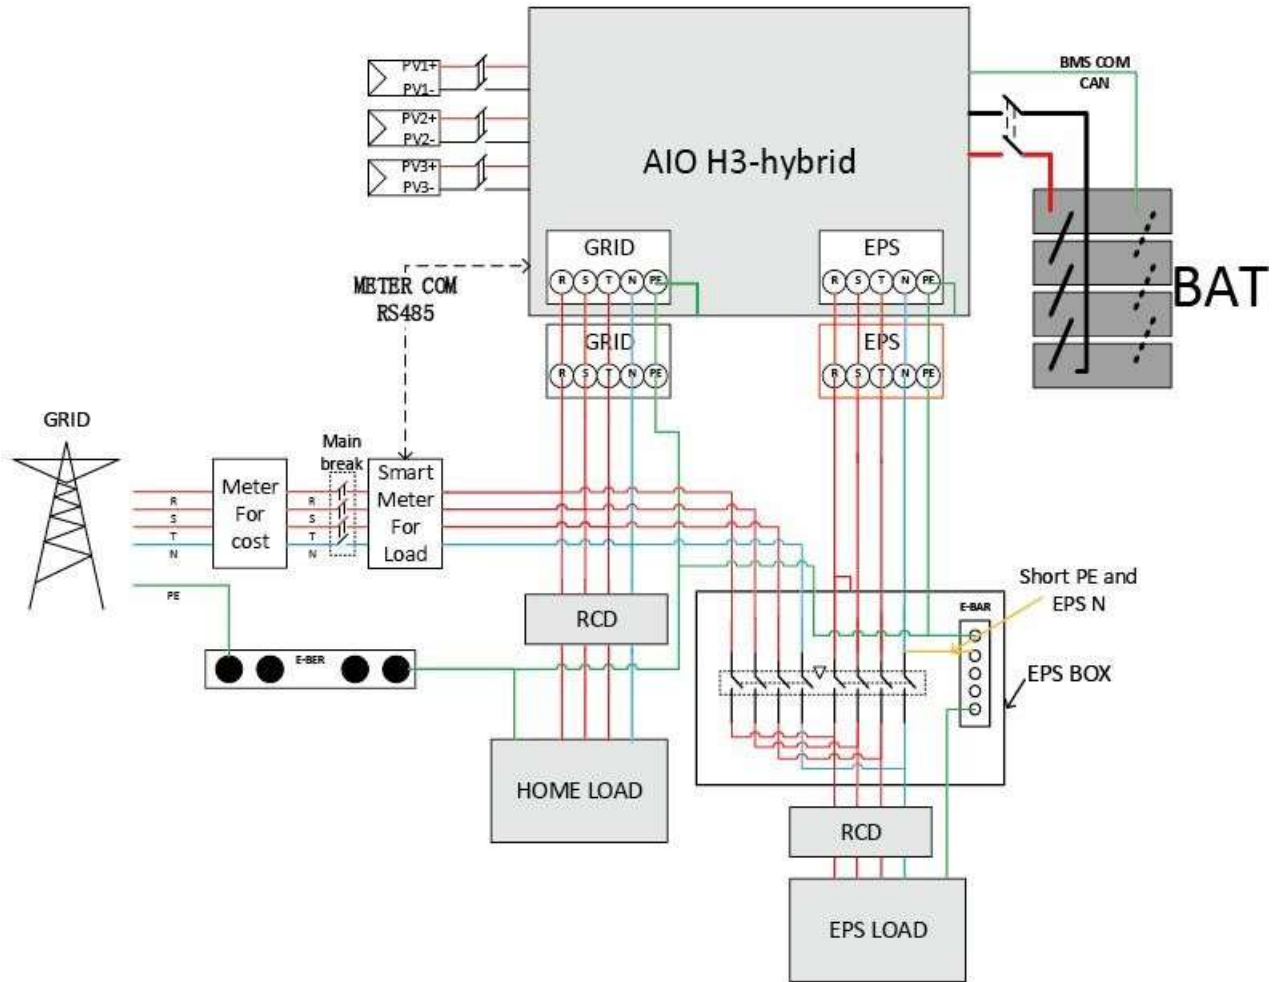 PV1+
PV1-
PV2+
PV2-
PV3+
PV3-
AIO H3-hybrid
BMS COM
CAN
BAT
GRID
R S T N PE
EPS
R S T N PE
METER COM
RS485
GRID
R S T N PE
EPS
R S T N PE
GRID
Main
break
Meter
For
cost
Smart
Meter
For
Load
R
S
T
N
R
S
T
N
PE
E-BER
RCD
HOME LOAD
Short PE and
EPS N
E-BAR
EPS BOX
RCD
EPS LOAD